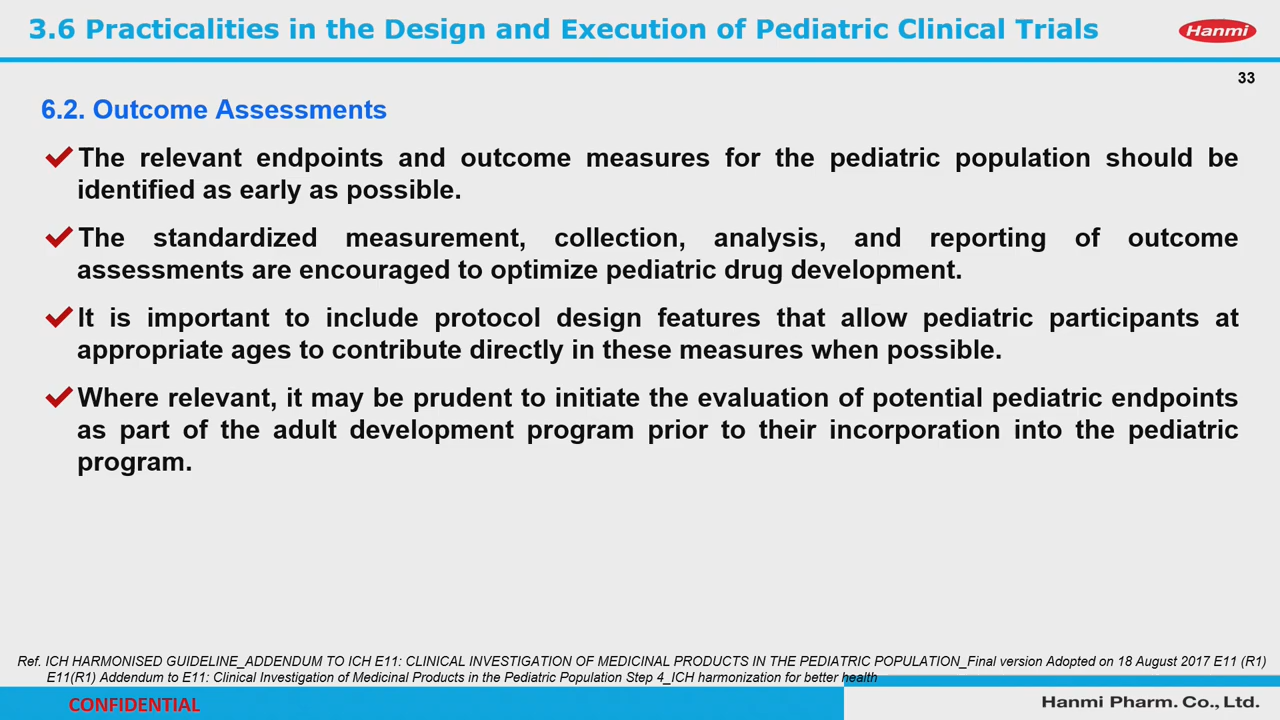 3.6 Practicalities in the Design and Execution of Pediatric Clinical Trials
Hanmi
33
6.2. Outcome Assessments
The relevant endpoints and outcome measures for the pediatric population should be
identified as early as possible.
The standardized measurement, collection, analysis, and reporting of outcome
assessments are encouraged to optimize pediatric drug development.
It is important to include protocol design features that allow pediatric participants at
appropriate ages to contribute directly in these measures when possible.
Where relevant, it may be prudent to initiate the evaluation of potential pediatric endpoints
as part of the adult development program prior to their incorporation into the pediatric
program.
Ref. ICH HARMONISED GUIDELINE_ADDENDUM TO ICH E11: CLINICAL INVESTIGATION OF MEDICINAL PRODUCTS IN THE PEDIATRIC POPULATION_Final version Adopted on 18 August 2017 E11 (R1)
E11(R1) Addendum to E11: Clinical Investigation of Medicinal Products in the Pediatric Population Step 4_ICH harmonization for better health
CONFIDENTIAL
Hanmi Pharm. Co., Ltd.